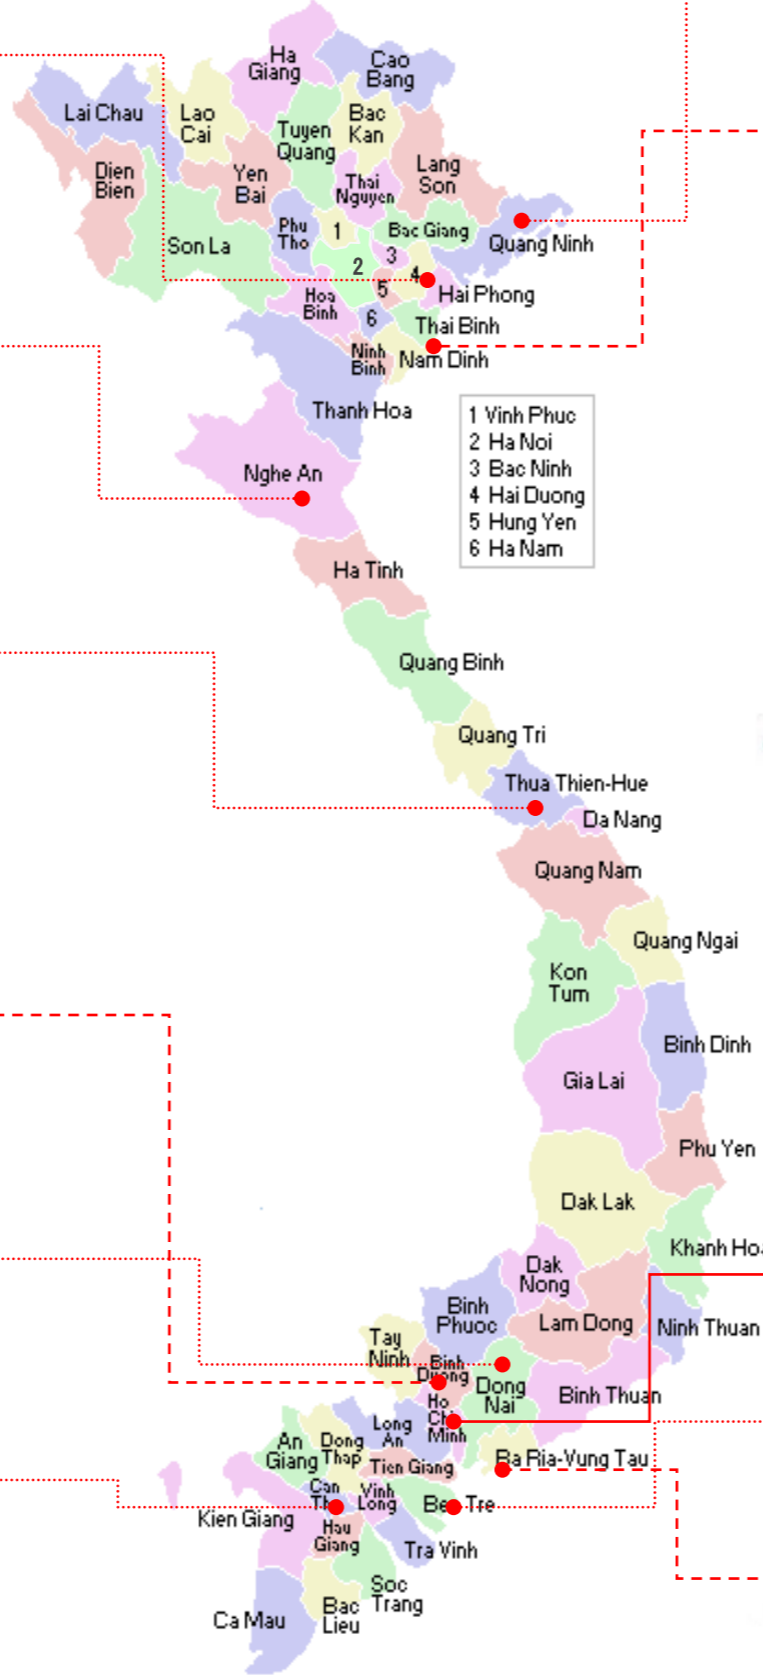 Ha
Giang
Cao
Bang
Lai Chau
Lao
Cai
Tuyen
Quang
Bac
Kan
Dien
Bien
Yen
Bai
Thai
Nguyen
Lang
Son
Son La
Phu
Tho
1
Bac Giang
Quang Ninh
2
3
4
5
Hai Phong
Hoa
Binh
6
Thai Binh
Ninh
Binh
Nam Dinh
Thanh Hoa
1 Vinh Phuc
2 Ha Noi
3 Bac Ninh
4 Hai Duong
5 Hung Yen
6 Ha Nam
Nghe An
Ha Tinh
Quang Binh
Quang Tri
Thua Thien-Hue
Da Nang
Quang Nam
Quang Ngai
Kon
Tum
Binh Dinh
Gia Lai
Phu Yen
Dak Lak
Khanh Hoa
Dak
Nong
Binh
Phuoc
Lam Dong
Ninh Thuan
Tay
Ninh
Binh
Duong
Dong
Nai
Binh Thuan
Ho
Chi
Minh
Long
An
An
Giang
Dong
Thap
Tien Giang
Ba Ria-Vung Tau
Can
Tho
Vinh
Long
Ben Tre
Kien Giang
Hau
Giang
Tra Vinh
Soc
Trang
Bac
Lieu
Ca Mau